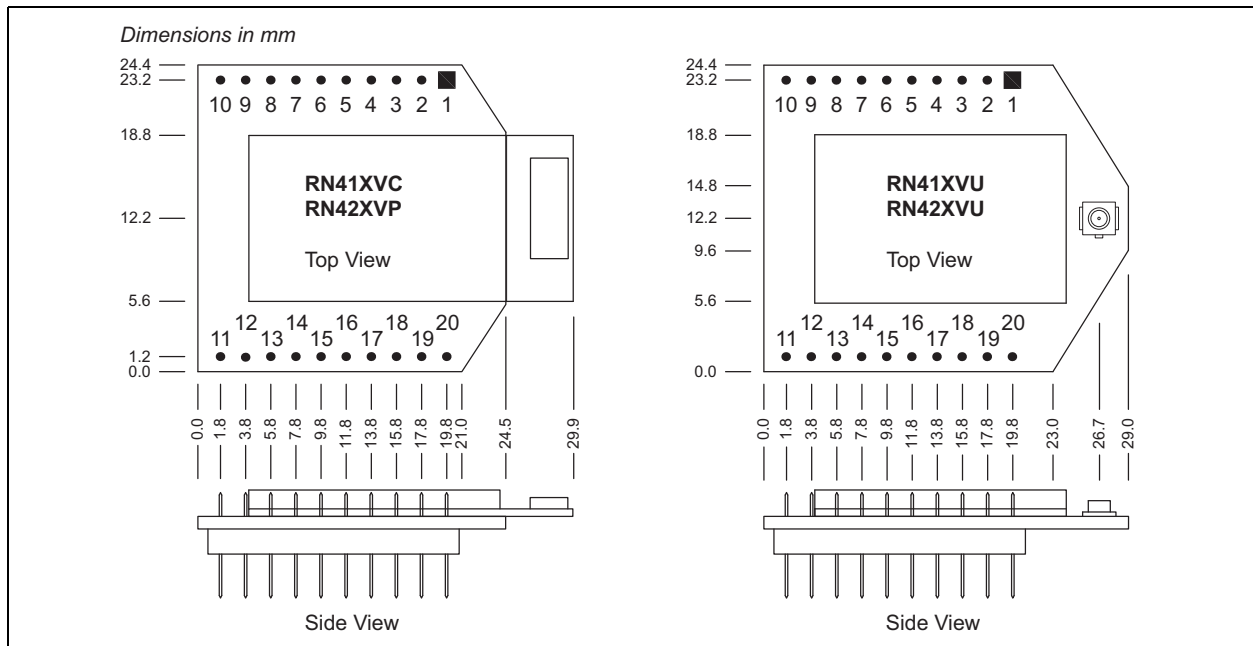 Dimensions in mm
24.4
23.2
10 9 8 7 6 5 4 3 2 1
18.8
RN41XVC
RN42XVP
12.2
Top View
5.6
12 14 16 18 20
11 13 15 17 19
1.2
0.0
0.0 1.8 3.8 5.8 7.8 9.8 11.8 13.8 15.8 17.8 19.8 21.0 24.5 29.9
Side View
24.4
23.2
10 9 8 7 6 5 4 3 2 1
18.8
14.8
RN41XVU
RN42XVU
12.2
9.6
Top View
5.6
12 14 16 18 20
11 13 15 17 19
1.2
0.0
0.0 1.8 3.8 5.8 7.8 9.8 11.8 13.8 15.8 17.8 19.8 23.0 26.7 29.0
Side View